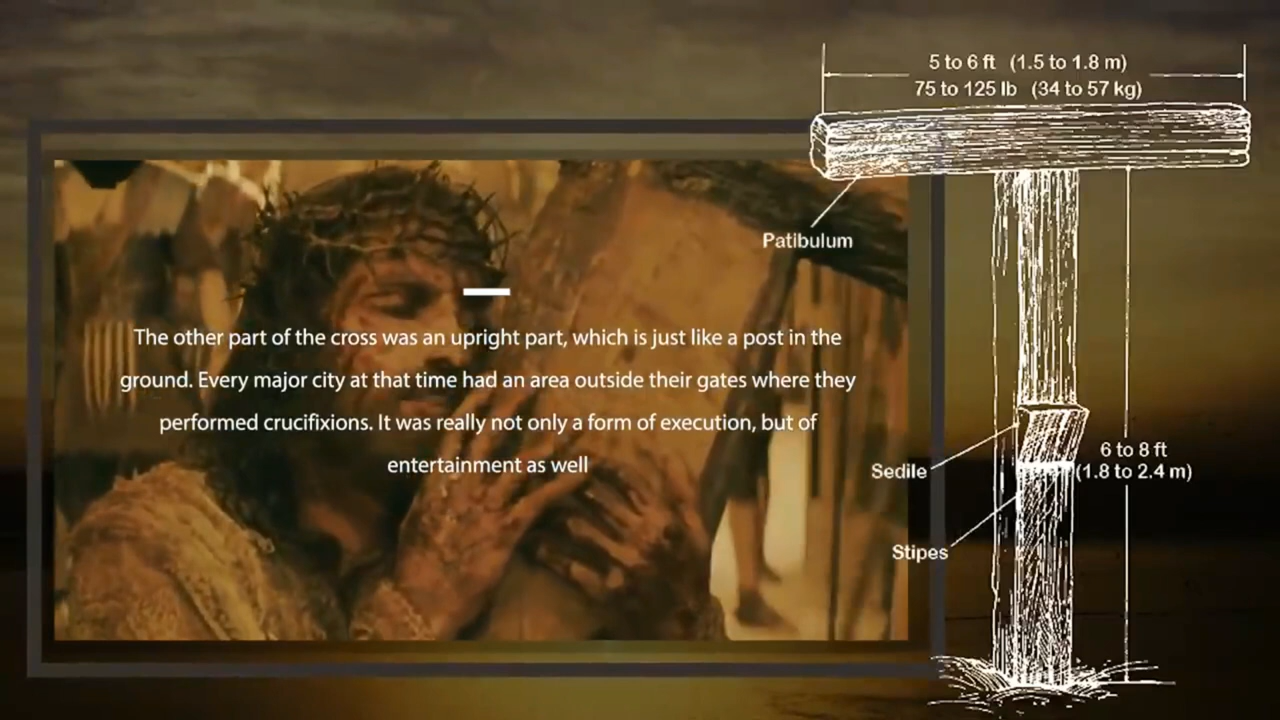 5 to 6 ft (1.5 to 1.8 m)
75 to 125 lb (34 to 57 kg)
Patibulum
The other part of the cross was an upright part, which is just like a post in the
ground. Every major city at that time had an area outside their gates where they
performed crucifixions. It was really not only a form of execution, but of
entertainment as well
Sedile
6 to 8 ft
(1.8 to 2.4 m)
Stipes